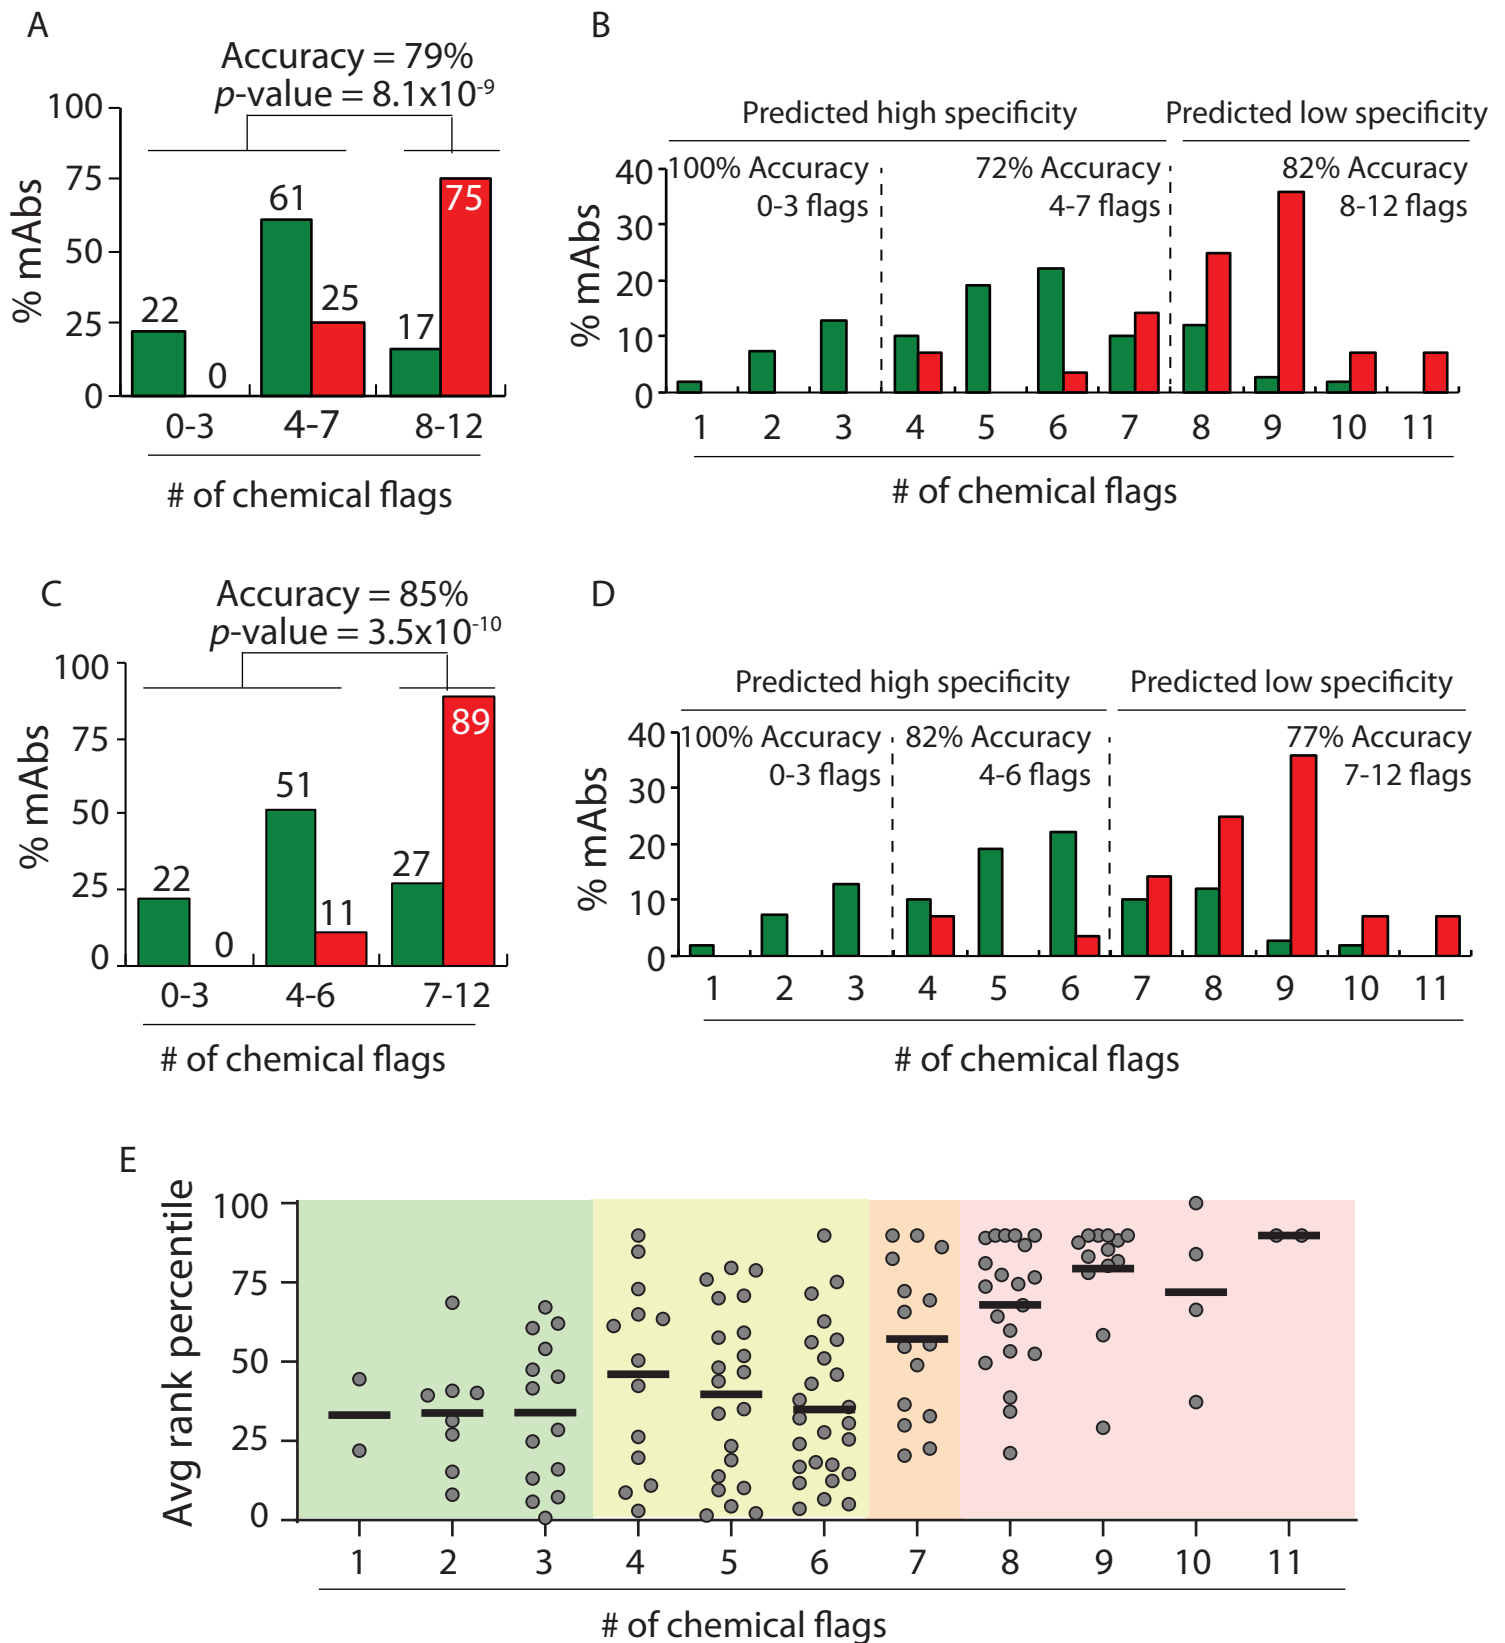 A
Accuracy = 79%
p-value = 8.1x10-9
% mAbs
100
75
50
25
0
22
0
61
25
17
75
0-3
4-7
8-12
# of chemical flags
B
Predicted high specificity
Predicted low specificity
100% Accuracy
0-3 flags
72% Accuracy
4-7 flags
82% Accuracy
8-12 flags
% mAbs
40
30
20
10
0
1 2 3 4 5 6 7 8 9 10 11
# of chemical flags
C
Accuracy = 85%
p-value = 3.5x10-10
% mAbs
100
75
50
25
0
22
0
51
11
27
89
0-3
4-6
7-12
# of chemical flags
D
Predicted high specificity
Predicted low specificity
100% Accuracy
0-3 flags
82% Accuracy
4-6 flags
77% Accuracy
7-12 flags
% mAbs
40
30
20
10
0
1 2 3 4 5 6 7 8 9 10 11
# of chemical flags
E
Avg rank percentile
100
75
50
25
0
1 2 3 4 5 6 7 8 9 10 11
# of chemical flags